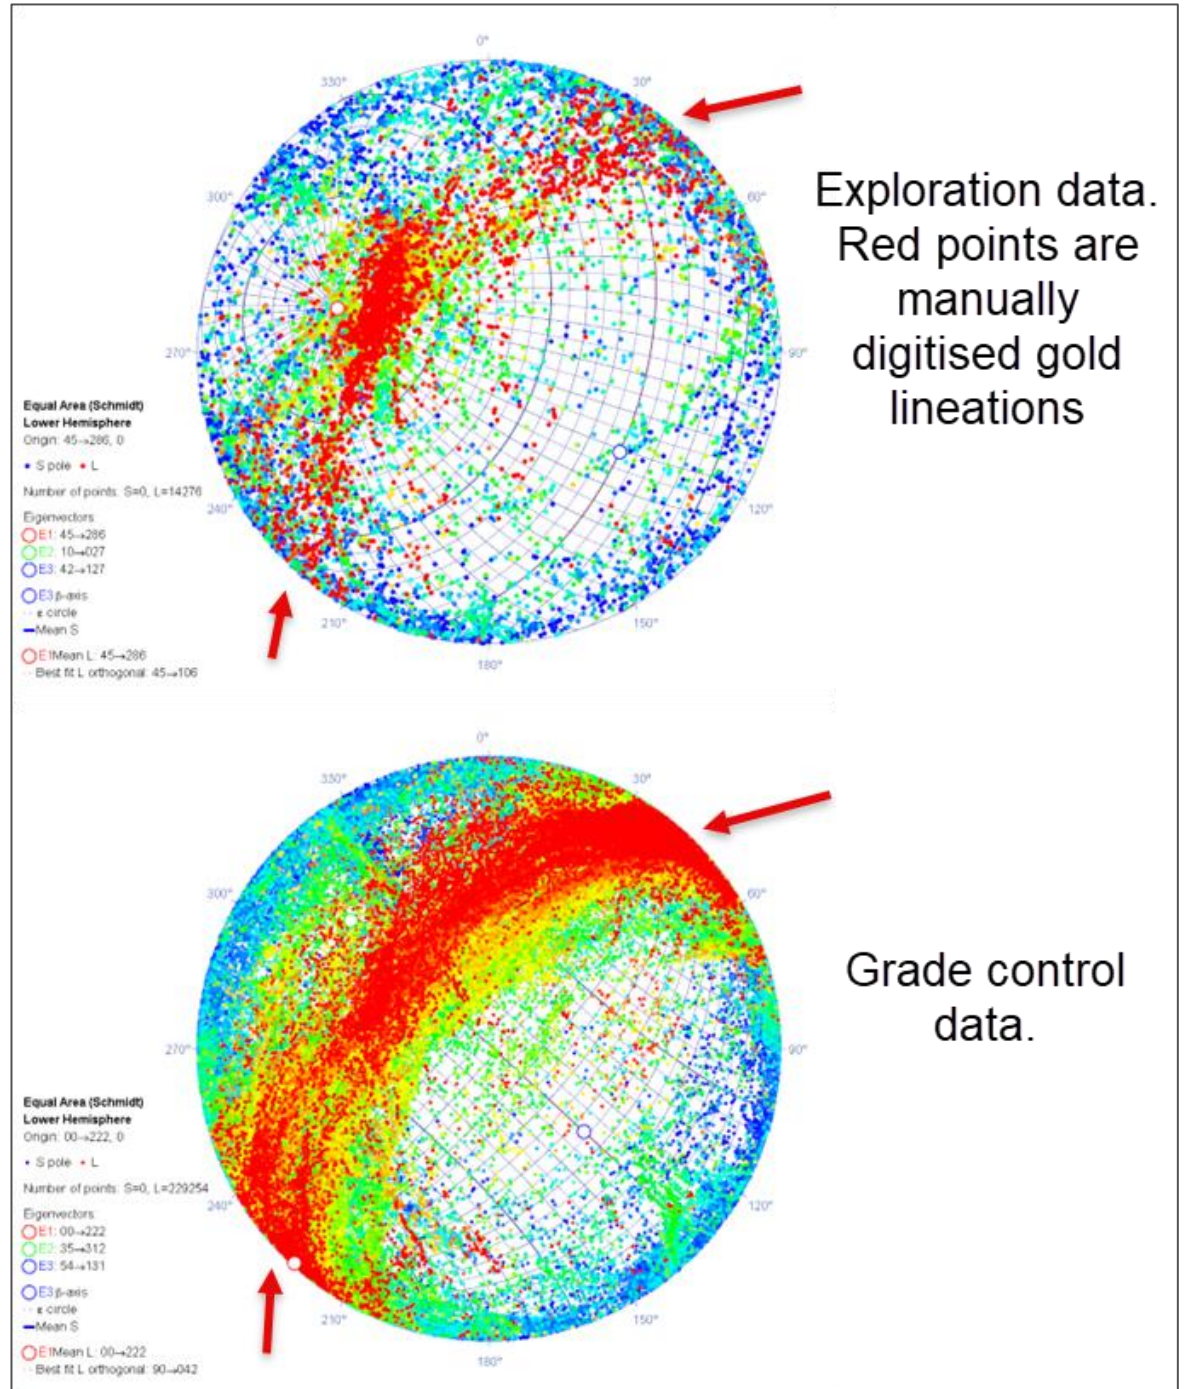 0°
330°
30°
300°
60°
270°
90°
240°
120°
210°
150°
180°
Exploration data.
Red points are
manually
digitised gold
lineations
Equal Area (Schmidt)
Lower Hemisphere
Origin: 45→286, 0
S pole L
Number of points: S=0, L=14276
Eigenvectors:
E1: 45→286
E2: 10→027
E3: 42→127
E3 β-axis
ε circle
Mean S
E1Mean L: 45→286
Best fit L orthogonal: 45→106
0°
330°
30°
300°
60°
270°
90°
240°
120°
210°
150°
180°
Grade control
data.
Equal Area (Schmidt)
Lower Hemisphere
Origin: 00→222, 0
S pole L
Number of points: S=0, L=229254
Eigenvectors:
E1: 00→222
E2: 35→312
E3: 54→131
E3 β-axis
ε circle
Mean S
E1Mean L: 00→222
Best fit L orthogonal: 90→042